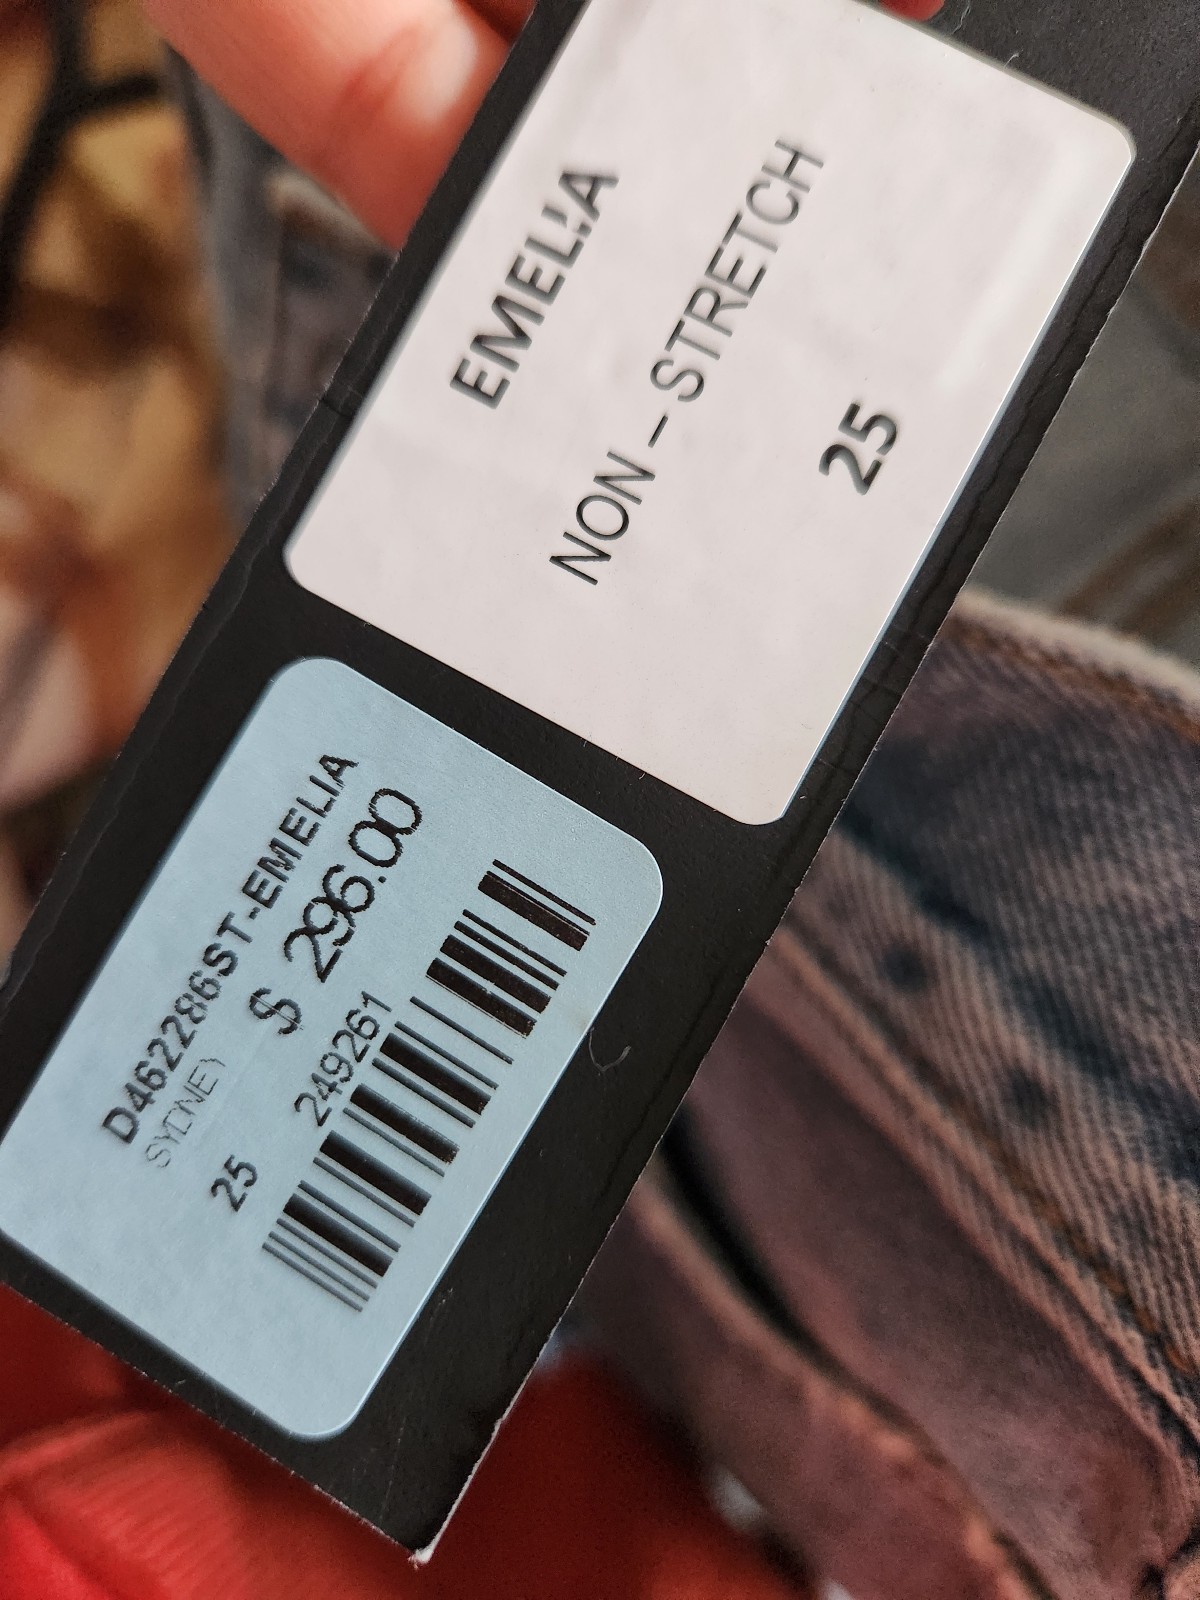 EMELIA
NON - STRETCH
25
D462286ST-EMELIA
SYDNEY
$ 296.00
25
249261